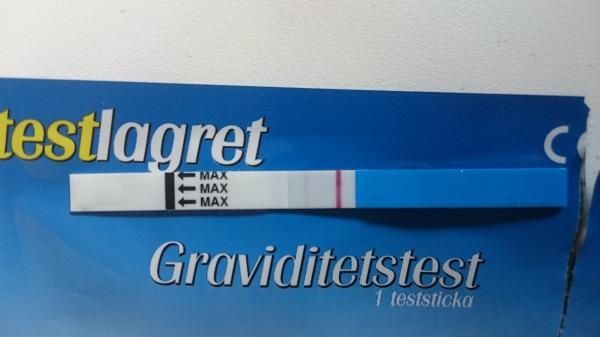 testlagret
MAX
MAX
MAX
Graviditetstest
1 teststicka